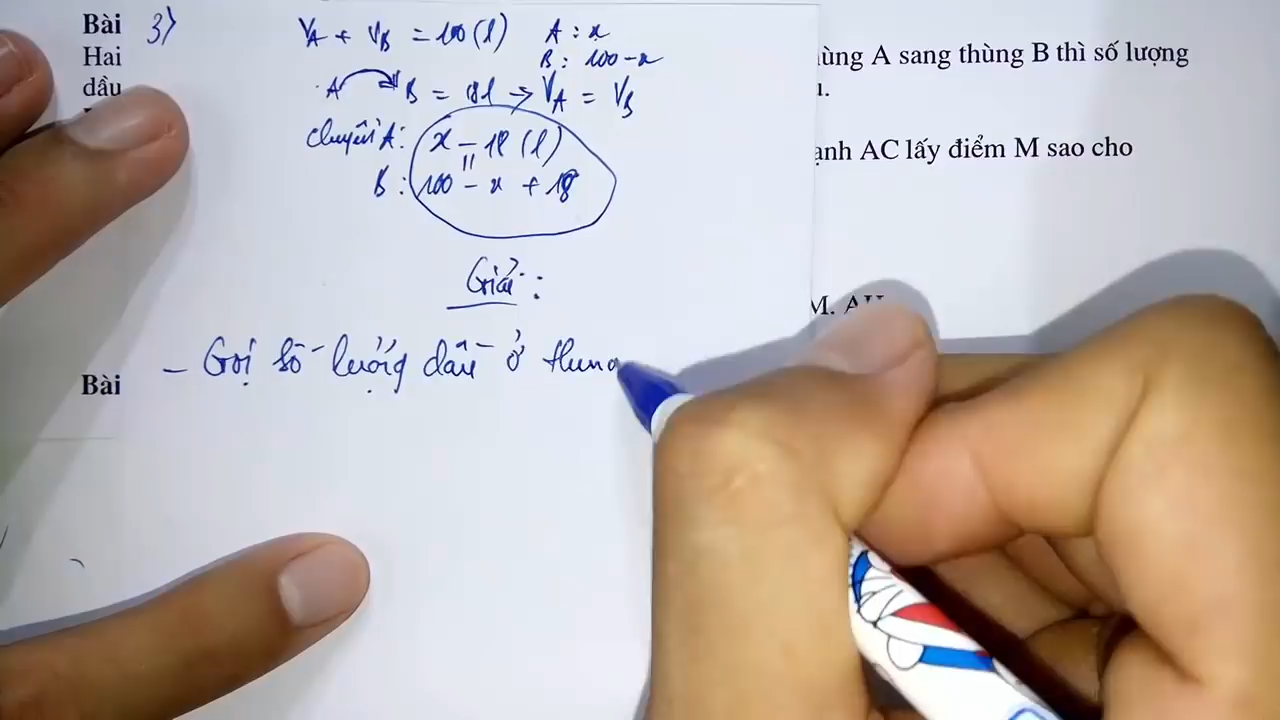 Bài 3)
Hai
dầu
VA + VB = 100 (l)
A : x
B : 100 - x
A → B = 18l → VA = VB
chuyển A : x - 18 (l)
=
B : 100 - x + 18
Giải :
- Gọi số lượng dầu ở thùng
Bài
ùng A sang thùng B thì số lượng
ạnh AC lấy điểm M sao cho